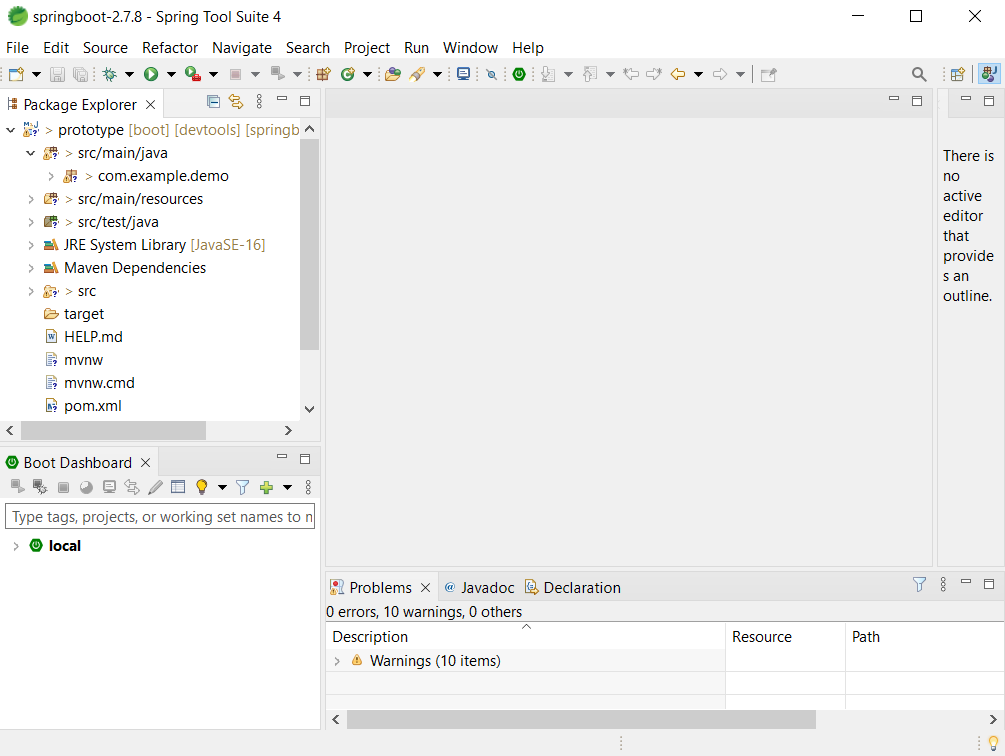 springboot-2.7.8 - Spring Tool Suite 4
File Edit Source Refactor Navigate Search Project Run Window Help
Package Explorer
> prototype [boot] [devtools] [springb
> src/main/java
> com.example.demo
> src/main/resources
> src/test/java
JRE System Library [JavaSE-16]
Maven Dependencies
> src
target
HELP.md
mvnw
mvnw.cmd
pom.xml
There is
no
active
editor
that
provide
s an
outline.
Boot Dashboard
Type tags, projects, or working set names to n
local
Problems @ Javadoc Declaration
0 errors, 10 warnings, 0 others
Description Resource Path
Warnings (10 items)